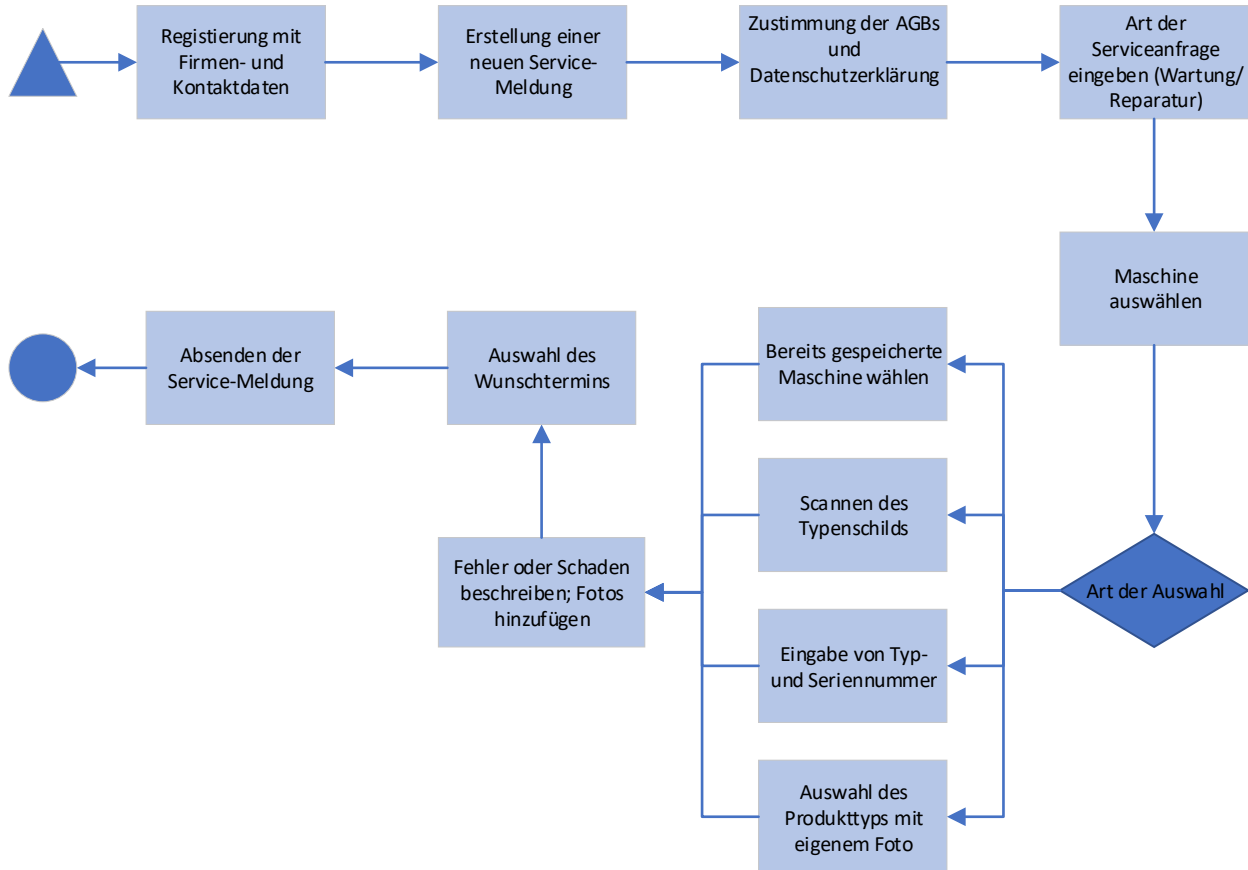 Registierung mit
Firmen- und
Kontaktdaten
Erstellung einer
neuen Service-
Meldung
Zustimmung der AGBs
und
Datenschutzerklärung
Art der
Serviceanfrage
eingeben (Wartung/
Reparatur)
Maschine
auswählen
Art der Auswahl
Bereits gespeicherte
Maschine wählen
Scannen des
Typenschilds
Eingabe von Typ-
und Seriennummer
Auswahl des
Produkttyps mit
eigenem Foto
Fehler oder Schaden
beschreiben; Fotos
hinzufügen
Auswahl des
Wunschtermins
Absenden der
Service-Meldung